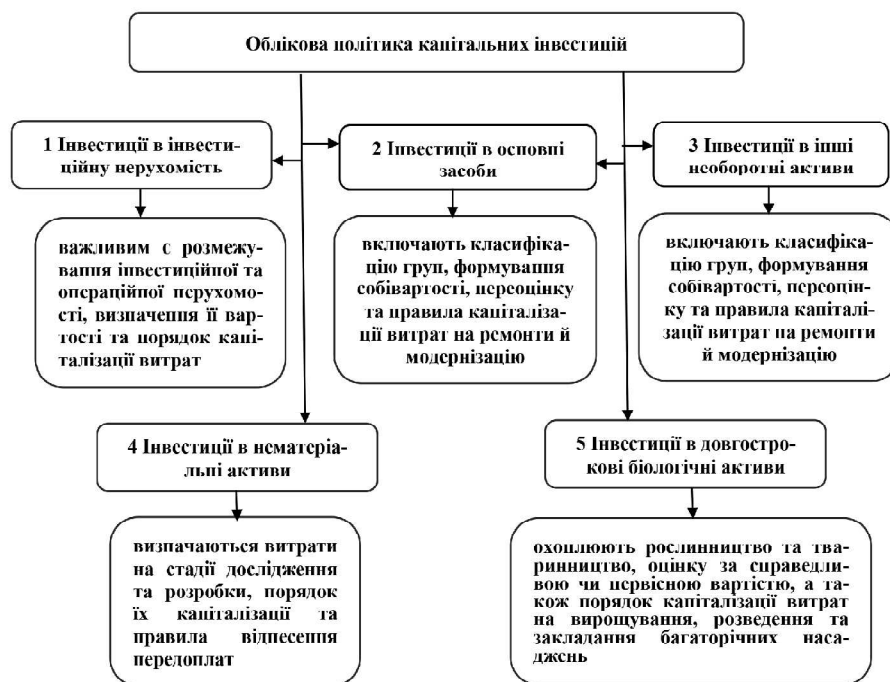 Облікова політика капітальних інвестицій
1 Інвестиції в інвести-
ційну нерухомість
2 Інвестиції в основні
засоби
3 Інвестиції в інші
необоротні активи
важливим є розмежу-
вання інвестиційної та
операційної нерухомо-
сті, визначення її вар-
тості та порядок капі-
талізації витрат
включають класифіка-
цію груп, формування
собівартості, переоцінку
та правила капіталіза-
ції витрат на ремонти й
модернізацію
включають класифіка-
цію груп, формування
собівартості, переоцін-
ку та правила капіталі-
зації витрат на ремонти
й модернізацію
4 Інвестиції в нематеріа-
льні активи
5 Інвестиції в довгостро-
кові біологічні активи
визначаються витрати
на стадії дослідження
та розробки, порядок
їх капіталізації та
правила віднесення
передоплат
охоплюють рослинництво та тва-
ринництво, оцінку за справедли-
вою чи первісною вартістю, а та-
кож порядок капіталізації витрат
на вирощування, розведення та
закладання багаторічних наса-
джень